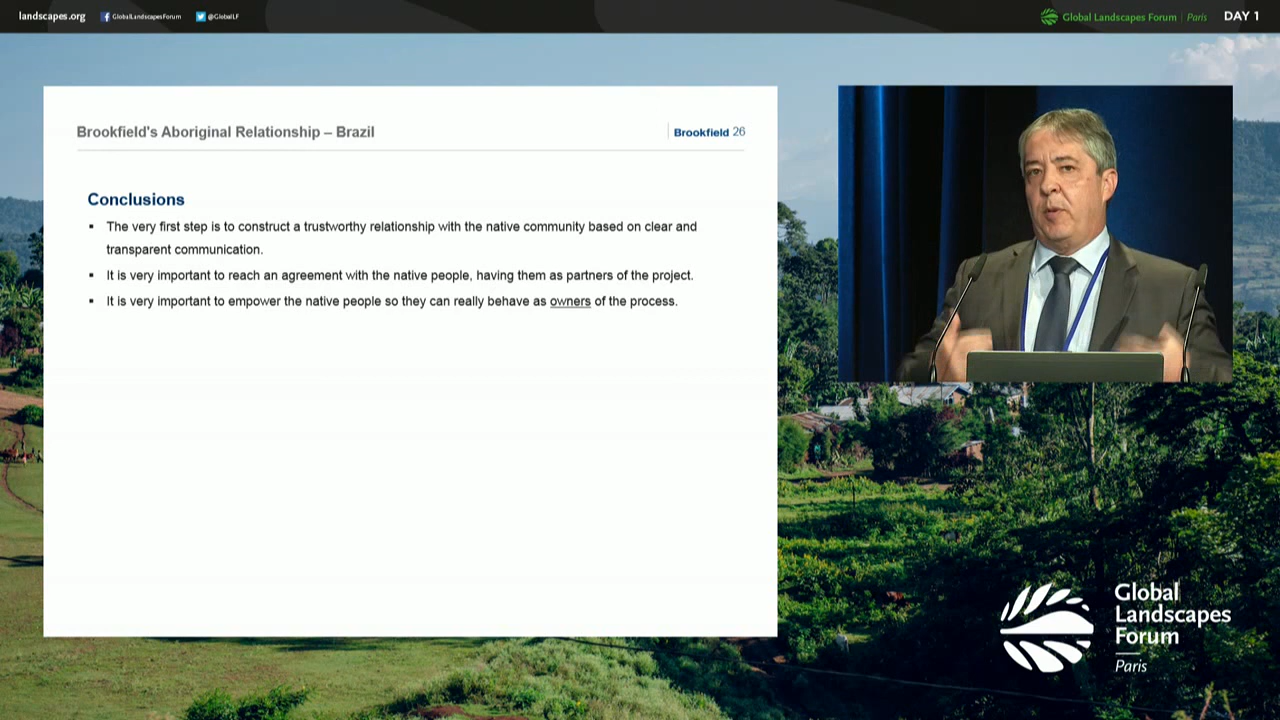 landscapes.org GlobalLandscapesForum @GlobalLF Global Landscapes Forum | Paris DAY 1
Brookfield's Aboriginal Relationship – Brazil
Brookfield 26
Conclusions
▪ The very first step is to construct a trustworthy relationship with the native community based on clear and
transparent communication.
▪ It is very important to reach an agreement with the native people, having them as partners of the project.
▪ It is very important to empower the native people so they can really behave as owners of the process.
Global
Landscapes
Forum
Paris